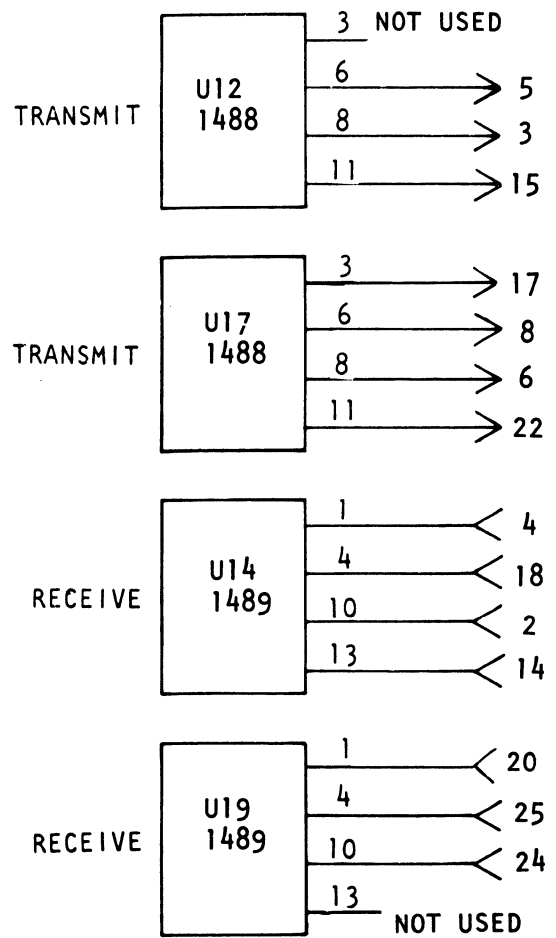 3 NOT USED
U12
1488
TRANSMIT
6 5
8 3
11 15
U17
1488
TRANSMIT
3 17
6 8
8 6
11 22
U14
1489
RECEIVE
1 4
4 18
10 2
13 14
U19
1489
RECEIVE
1 20
4 25
10 24
13 NOT USED